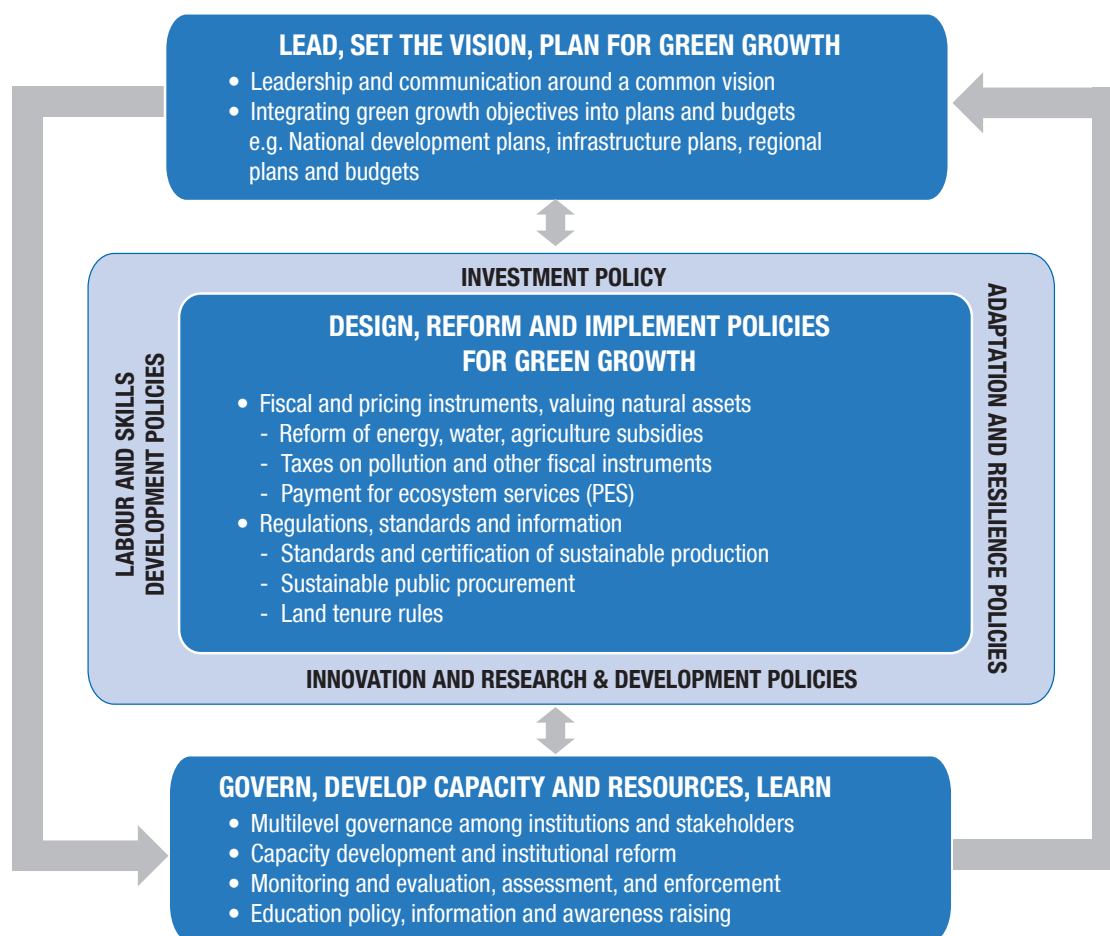 LEAD, SET THE VISION, PLAN FOR GREEN GROWTH
• Leadership and communication around a common vision
• Integrating green growth objectives into plans and budgets
e.g. National development plans, infrastructure plans, regional
plans and budgets
INVESTMENT POLICY
LABOUR AND SKILLS
DEVELOPMENT POLICIES
DESIGN, REFORM AND IMPLEMENT POLICIES
FOR GREEN GROWTH
• Fiscal and pricing instruments, valuing natural assets
- Reform of energy, water, agriculture subsidies
- Taxes on pollution and other fiscal instruments
- Payment for ecosystem services (PES)
• Regulations, standards and information
- Standards and certification of sustainable production
- Sustainable public procurement
- Land tenure rules
ADAPTATION AND RESILIENCE POLICIES
INNOVATION AND RESEARCH & DEVELOPMENT POLICIES
GOVERN, DEVELOP CAPACITY AND RESOURCES, LEARN
• Multilevel governance among institutions and stakeholders
• Capacity development and institutional reform
• Monitoring and evaluation, assessment, and enforcement
• Education policy, information and awareness raising